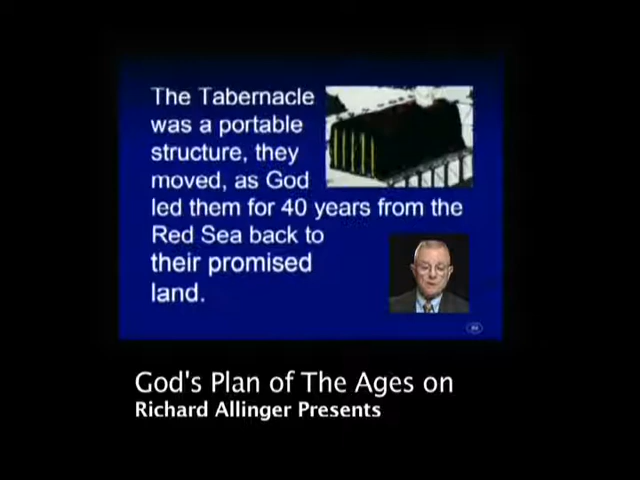 The Tabernacle
was a portable
structure, they
moved, as God
led them for 40 years from the
Red Sea back to
their promised
land.
God's Plan of The Ages on
Richard Allinger Presents